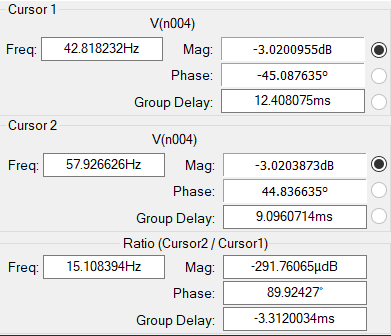 Cursor 1
V(n004)
Freq: 42.818232Hz Mag: -3.0200955dB
Phase: -45.087635°
Group Delay: 12.408075ms
Cursor 2
V(n004)
Freq: 57.926626Hz Mag: -3.0203873dB
Phase: 44.836635°
Group Delay: 9.0960714ms
Ratio (Cursor2 / Cursor1)
Freq: 15.108394Hz Mag: -291.76065µdB
Phase: 89.92427°
Group Delay: -3.3120034ms